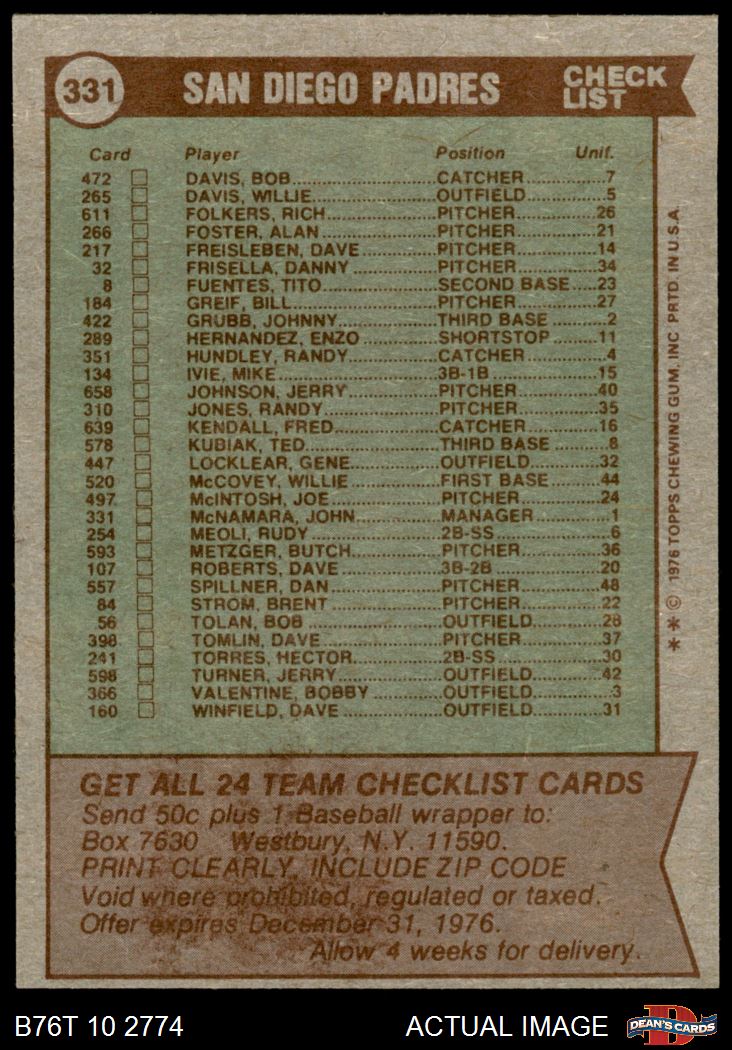 331 SAN DIEGO PADRES CHECK LIST
Card Player Position Unif.
472 DAVIS, BOB CATCHER 7
265 DAVIS, WILLIE OUTFIELD 5
611 FOLKERS, RICH PITCHER 26
266 FOSTER, ALAN PITCHER 21
217 FREISLEBEN, DAVE PITCHER 14
32 FRISELLA, DANNY PITCHER 34
8 FUENTES, TITO SECOND BASE 23
184 GREIF, BILL PITCHER 27
422 GRUBB, JOHNNY THIRD BASE 2
289 HERNANDEZ, ENZO SHORTSTOP 11
351 HUNDLEY, RANDY CATCHER 4
134 IVIE, MIKE 3B-1B 15
658 JOHNSON, JERRY PITCHER 40
310 JONES, RANDY PITCHER 35
639 KENDALL, FRED CATCHER 16
578 KUBIAK, TED THIRD BASE 8
447 LOCKLEAR, GENE OUTFIELD 32
520 McCOVEY, WILLIE FIRST BASE 44
497 McINTOSH, JOE PITCHER 24
331 McNAMARA, JOHN MANAGER 1
254 MEOLI, RUDY 2B-SS 6
593 METZGER, BUTCH PITCHER 36
107 ROBERTS, DAVE 3B-2B 20
557 SPILLNER, DAN PITCHER 48
84 STROM, BRENT PITCHER 22
56 TOLAN, BOB OUTFIELD 28
398 TOMLIN, DAVE PITCHER 37
241 TORRES, HECTOR 2B-SS 30
598 TURNER, JERRY OUTFIELD 42
366 VALENTINE, BOBBY OUTFIELD 3
160 WINFIELD, DAVE OUTFIELD 31
**© 1976 TOPPS CHEWING GUM, INC PRTD. IN U.S.A.
GET ALL 24 TEAM CHECKLIST CARDS
Send 50c plus 1 Baseball wrapper to:
Box 7630 Westbury, N.Y. 11590.
PRINT CLEARLY, INCLUDE ZIP CODE
Void where prohibited, regulated or taxed.
Offer expires December 31, 1976.
Allow 4 weeks for delivery.
B76T 10 2774 ACTUAL IMAGE D DEAN'S CARDS